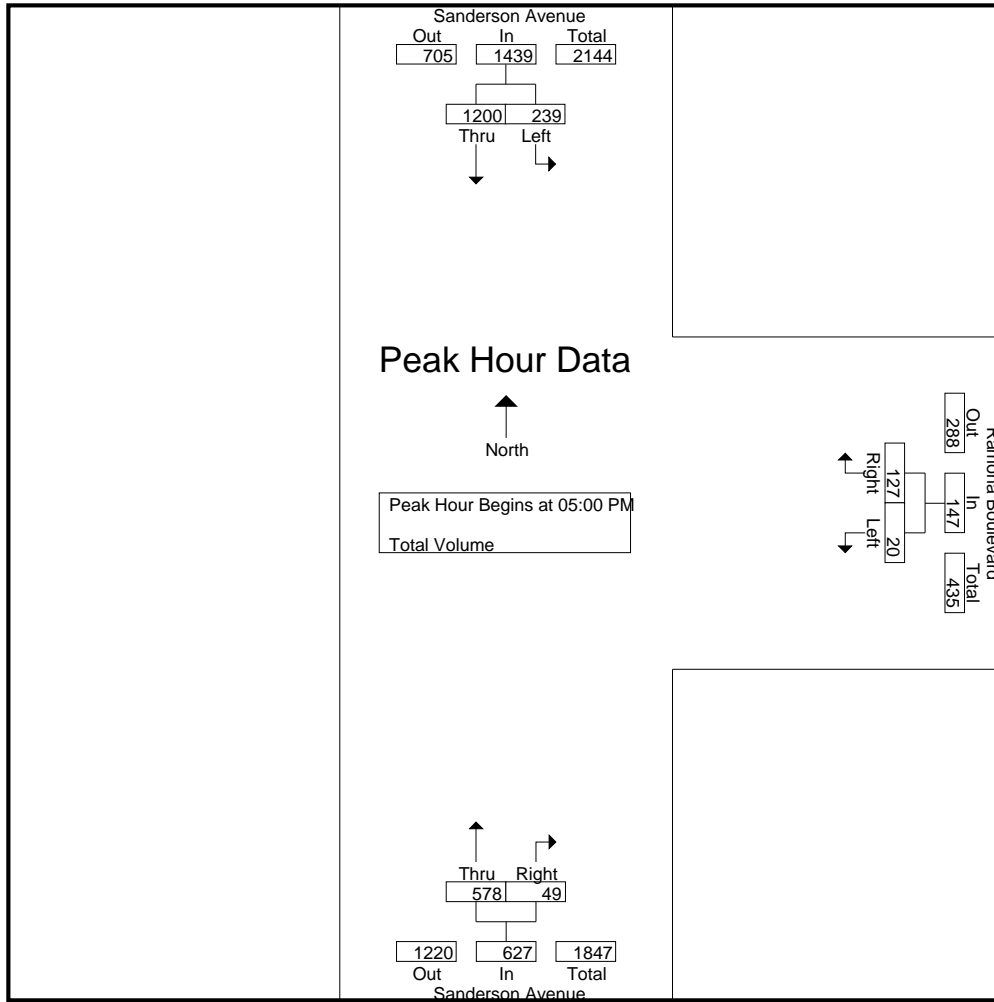 Sanderson Avenue
Out In Total
705 1439 2144
1200 239
Thru Left
Peak Hour Data
North
Peak Hour Begins at 05:00 PM
Total Volume
Ramona Boulevard
Out In Total
288 147 435
127 20
Right Left
Thru Right
578 49
1220 627 1847
Out In Total
Sanderson Avenue